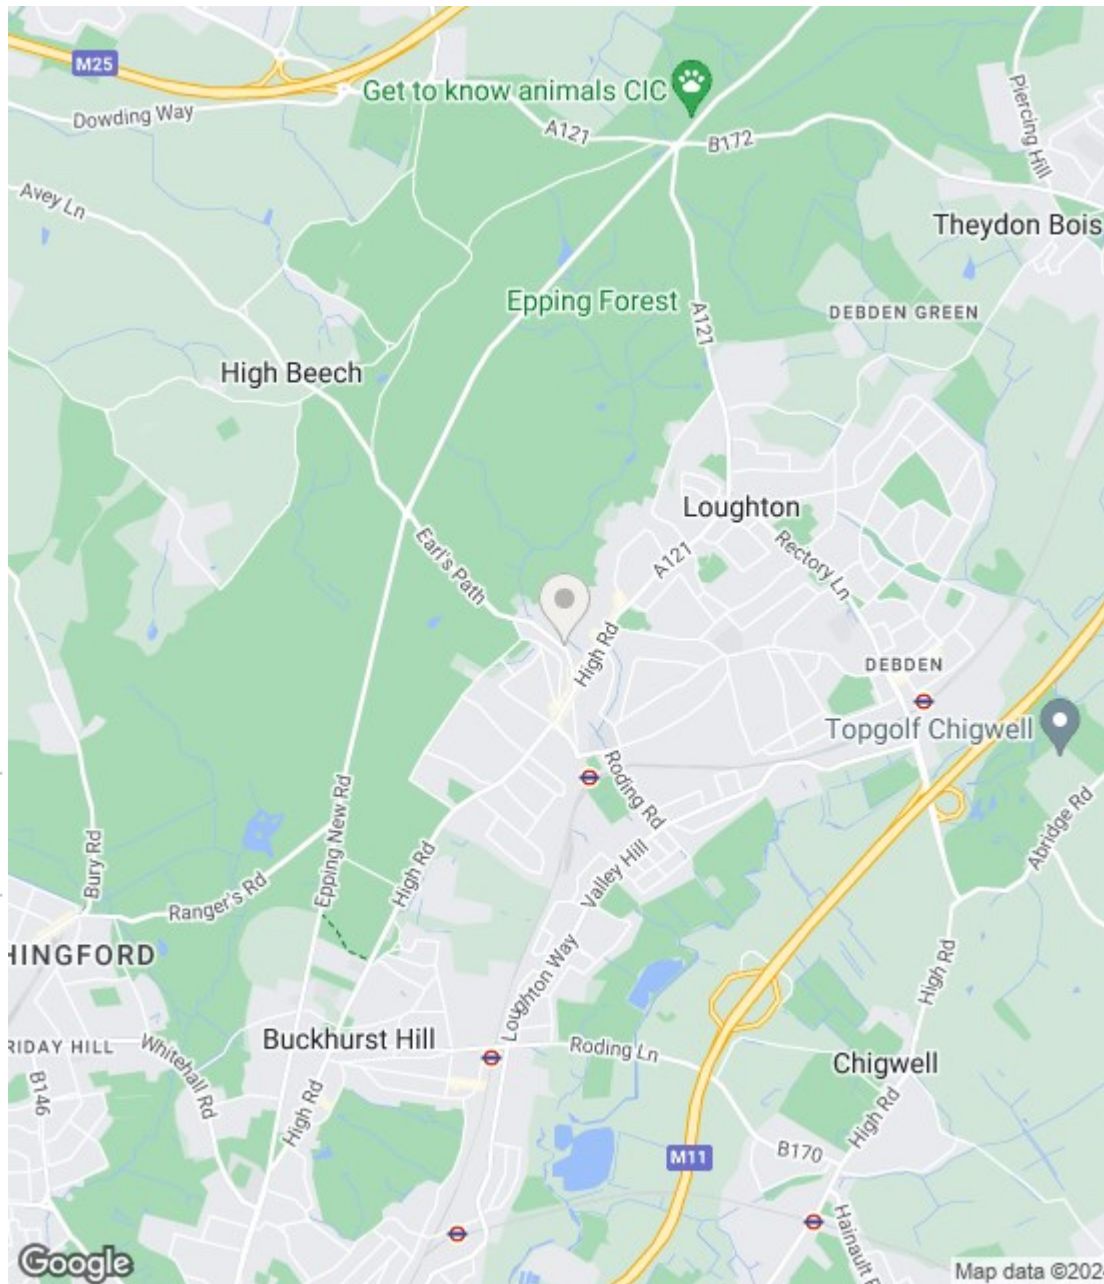 M25
Get to know animals CIC
Dowding Way
A121
B172
Piercing Hill
Avey Ln
Theydon Bois
Epping Forest
A121
DEBDEN GREEN
High Beech
Loughton
Earl's Path
A121
Rectory Ln
High Rd
DEBDEN
Topgolf Chigwell
Roding Rd
Epping New Rd
Bury Rd
High Rd
Valley Hill
Abridge Rd
Ranger's Rd
HINGFORD
Loughton Way
High Rd
Buckhurst Hill
RIDAY HILL
Whitehall Rd
Roding Ln
Chigwell
B146
High Rd
High Rd
B170
M11
Hainault R
Google
Map data ©2024